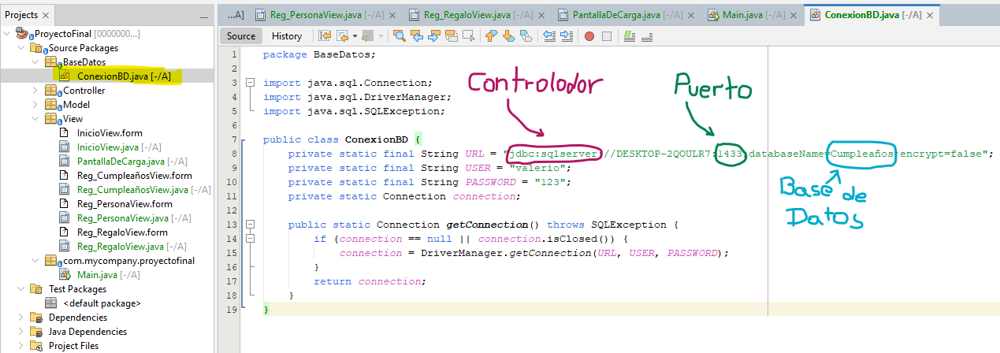 Projects
ProyectoFinal [0000000...]
Source Packages
BaseDatos
ConexionBD.java [-/A]
Controller
Model
View
InicioView.form
InicioView.java [-/A]
PantallaDeCarga.java [-/A]
Reg_CumpleañosView.form
Reg_CumpleañosView.java [-/A]
Reg_PersonaView.form
Reg_PersonaView.java [-/A]
Reg_RegaloView.form
Reg_RegaloView.java [-/A]
com.mycompany.proyectofinal
Main.java [-/A]
Test Packages
<default package>
Dependencies
Java Dependencies
Project Files
...A] Reg_PersonaView.java [-/A] Reg_RegaloView.java [-/A] PantallaDeCarga.java [-/A] Main.java [-/A] ConexionBD.java [-/A]
Source History
1 package BaseDatos;
2
3 import java.sql.Connection;
4 import java.sql.DriverManager;
5 import java.sql.SQLException;
6
7 public class ConexionBD {
8 private static final String URL = "jdbc:sqlserver://DESKTOP-2QOULR7:1433;databaseName=Cumpleaños;encrypt=false";
9 private static final String USER = "valerio";
10 private static final String PASSWORD = "123";
11 private static Connection connection;
12
13 public static Connection getConnection() throws SQLException {
14 if (connection == null || connection.isClosed()) {
15 connection = DriverManager.getConnection(URL, USER, PASSWORD);
16 }
17 return connection;
18 }
19 }
Controlador
Puerto
Base de
Datos